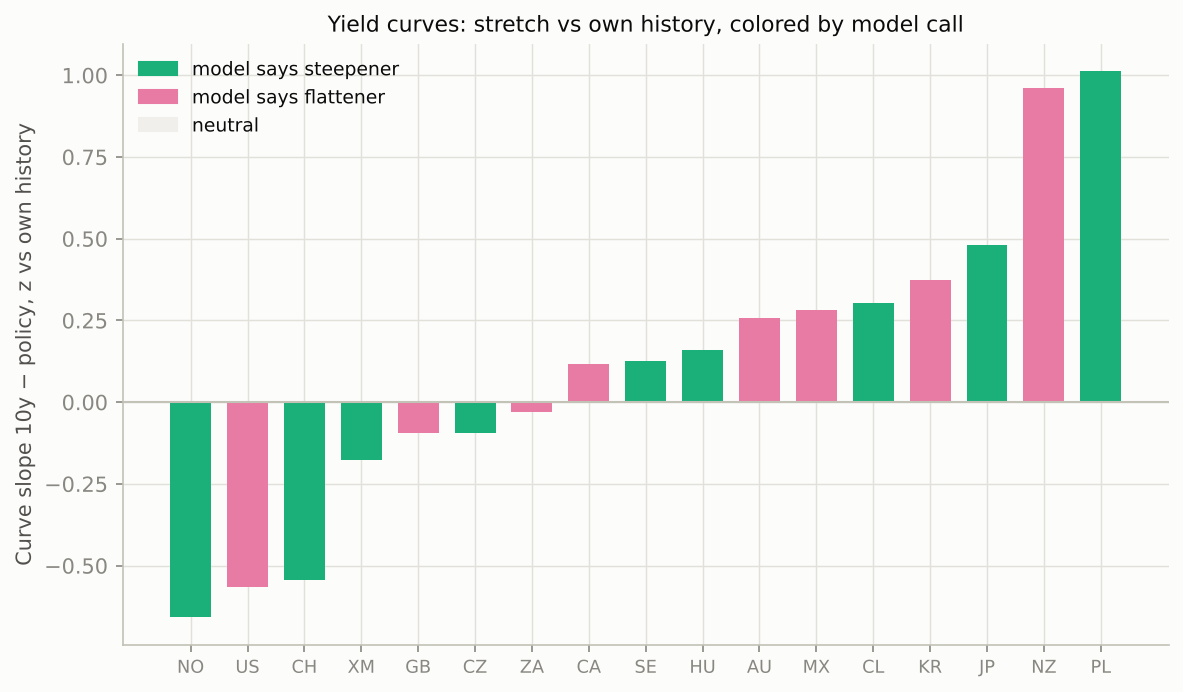 Yield curves: stretch vs own history, colored by model call
model says steepener
model says flattener
neutral
Curve slope 10y − policy, z vs own history
1.00
0.75
0.50
0.25
0.00
−0.25
−0.50
NO US CH XM GB CZ ZA CA SE HU AU MX CL KR JP NZ PL